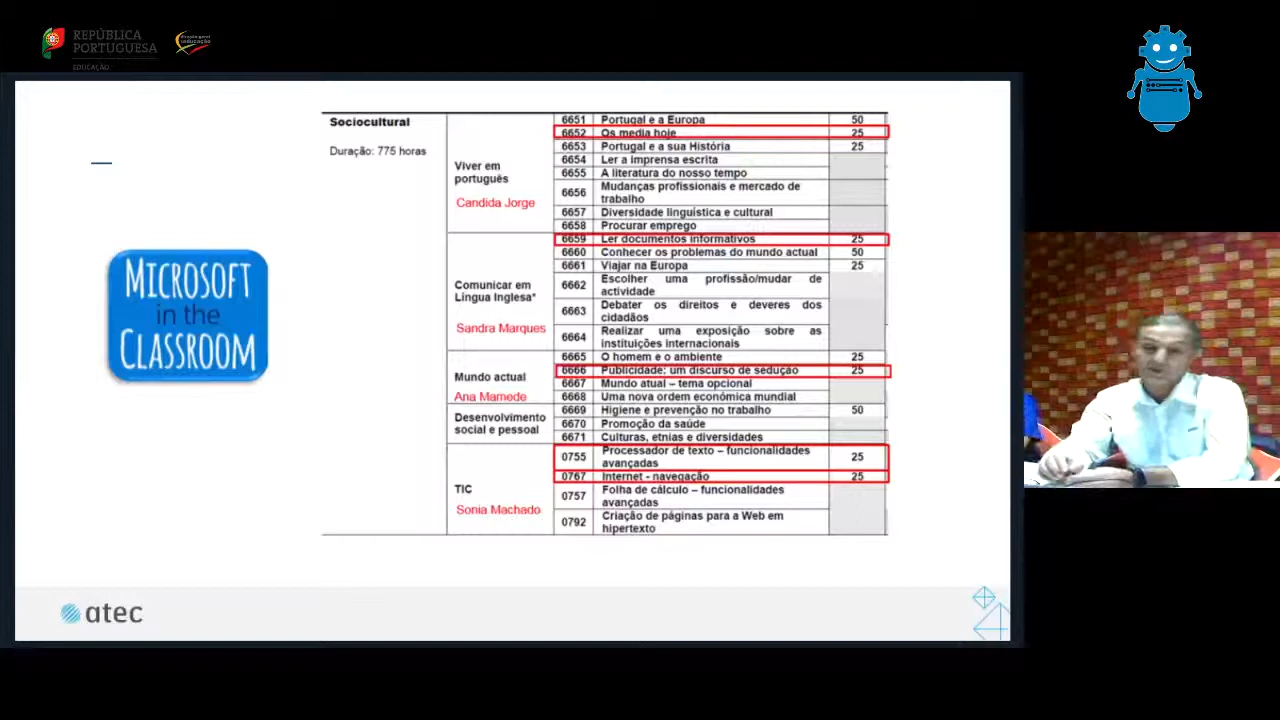 REPÚBLICA
PORTUGUESA
EDUCAÇÃO
Sociocultural
Duração: 775 horas
Viver em
português
Candida Jorge
6651 Portugal e a Europa 50
6652 Os media hoje 25
6653 Portugal e a sua História 25
6654 Ler a imprensa escrita
6655 A literatura do nosso tempo
6656 Mudanças profissionais e mercado de
trabalho
6657 Diversidade linguística e cultural
6658 Procurar emprego
Comunicar em
Língua Inglesa*
Sandra Marques
6659 Ler documentos informativos 25
6660 Conhecer os problemas do mundo actual 50
6661 Viajar na Europa 25
6662 Escolher uma profissão/mudar de
actividade
6663 Debater os direitos e deveres dos
cidadãos
6664 Realizar uma exposição sobre as
instituições internacionais
Mundo actual
Ana Mamede
6665 O homem e o ambiente 25
6666 Publicidade: um discurso de sedução 25
6667 Mundo atual – tema opcional
6668 Uma nova ordem económica mundial
Desenvolvimento
social e pessoal
6669 Higiene e prevenção no trabalho 50
6670 Promoção da saúde
6671 Culturas, etnias e diversidades
TIC
Sonia Machado
0755 Processador de texto – funcionalidades
avançadas 25
0767 Internet - navegação 25
0757 Folha de cálculo – funcionalidades
avançadas
0792 Criação de páginas para a Web em
hipertexto
MICROSOFT
in the
CLASSROOM
atec